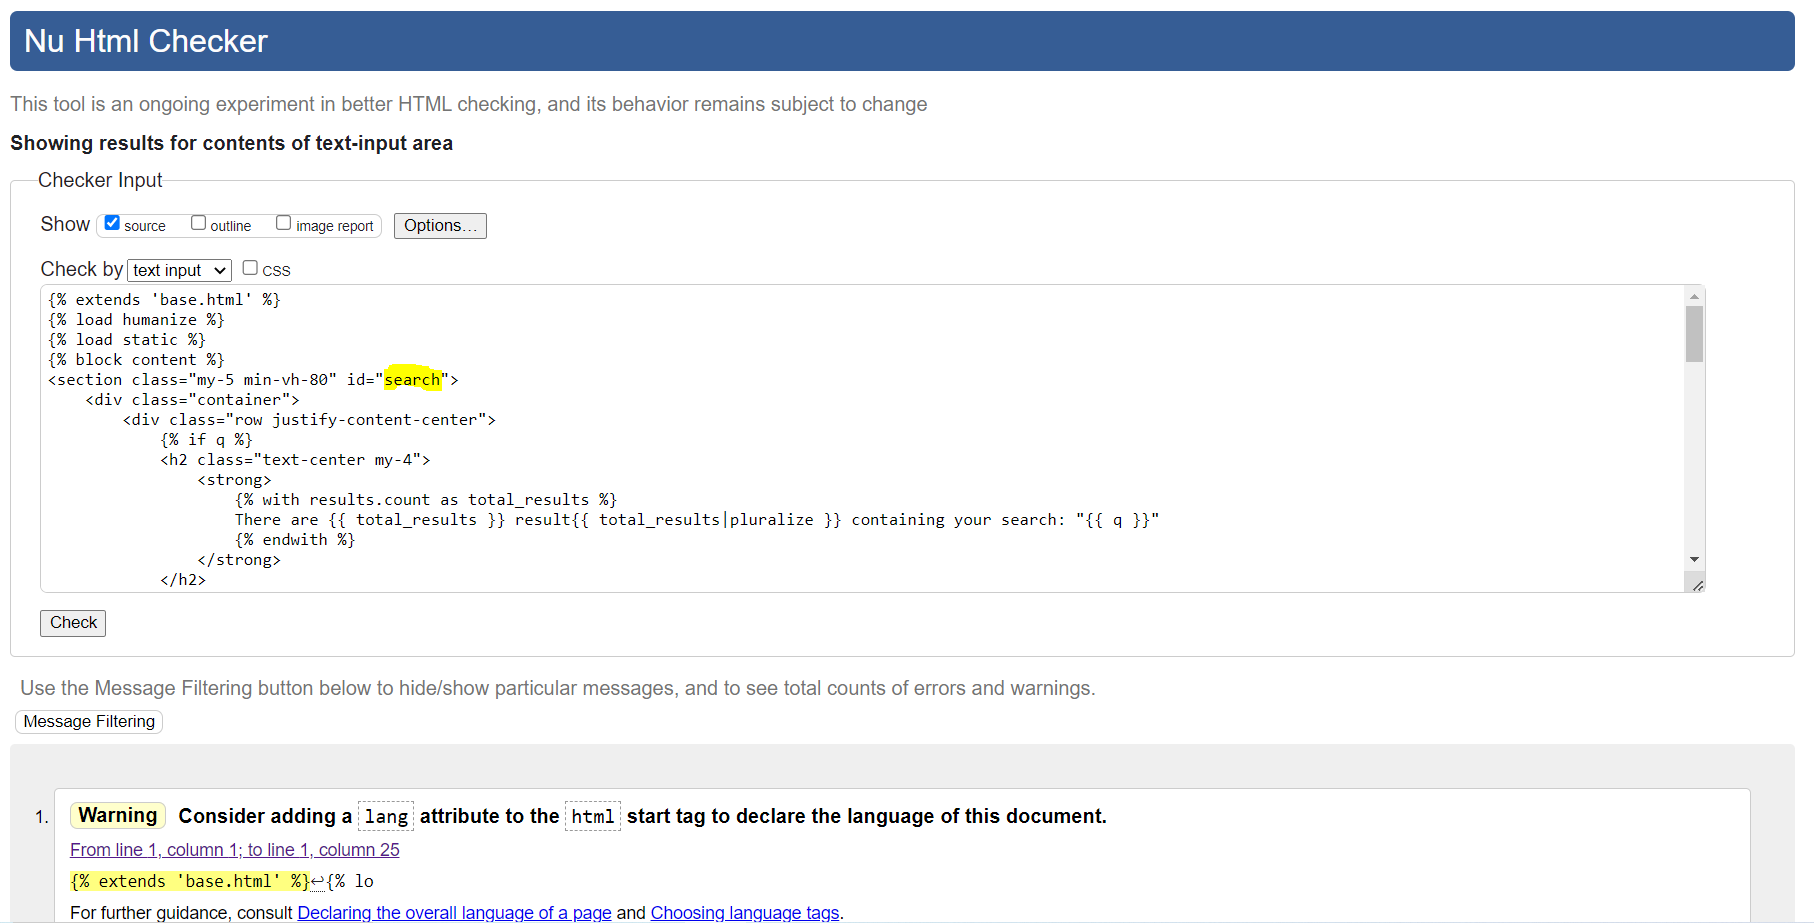 Nu Html Checker
This tool is an ongoing experiment in better HTML checking, and its behavior remains subject to change
Showing results for contents of text-input area
Checker Input
Show source outline image report Options...
Check by text input CSS
{% extends 'base.html' %}
{% load humanize %}
{% load static %}
{% block content %}
<section class="my-5 min-vh-80" id="search">
    <div class="container">
        <div class="row justify-content-center">
            {% if q %}
            <h2 class="text-center my-4">
                <strong>
                    {% with results.count as total_results %}
                    There are {{ total_results }} result{{ total_results|pluralize }} containing your search: "{{ q }}"
                    {% endwith %}
                </strong>
            </h2>
Check
Use the Message Filtering button below to hide/show particular messages, and to see total counts of errors and warnings.
Message Filtering
1. Warning Consider adding a lang attribute to the html start tag to declare the language of this document.
From line 1, column 1; to line 1, column 25
{% extends 'base.html' %}↩{% lo
For further guidance, consult Declaring the overall language of a page and Choosing language tags.